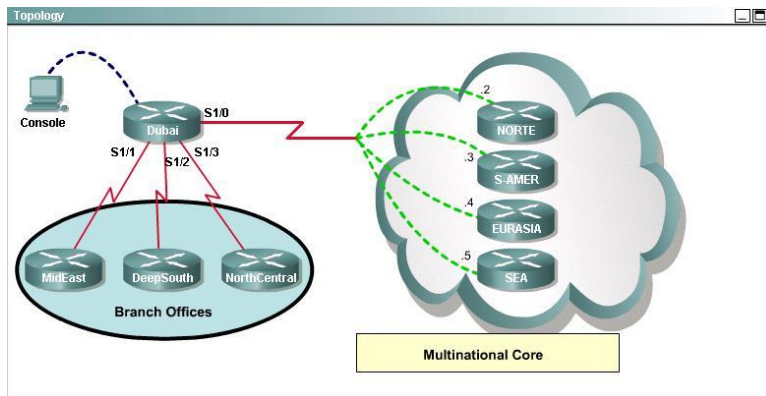 Topology
Console
Dubai
S1/0
S1/1
S1/2
S1/3
MidEast
DeepSouth
NorthCentral
Branch Offices
.2
NORTE
.3
S-AMER
.4
EURASIA
.5
SEA
Multinational Core